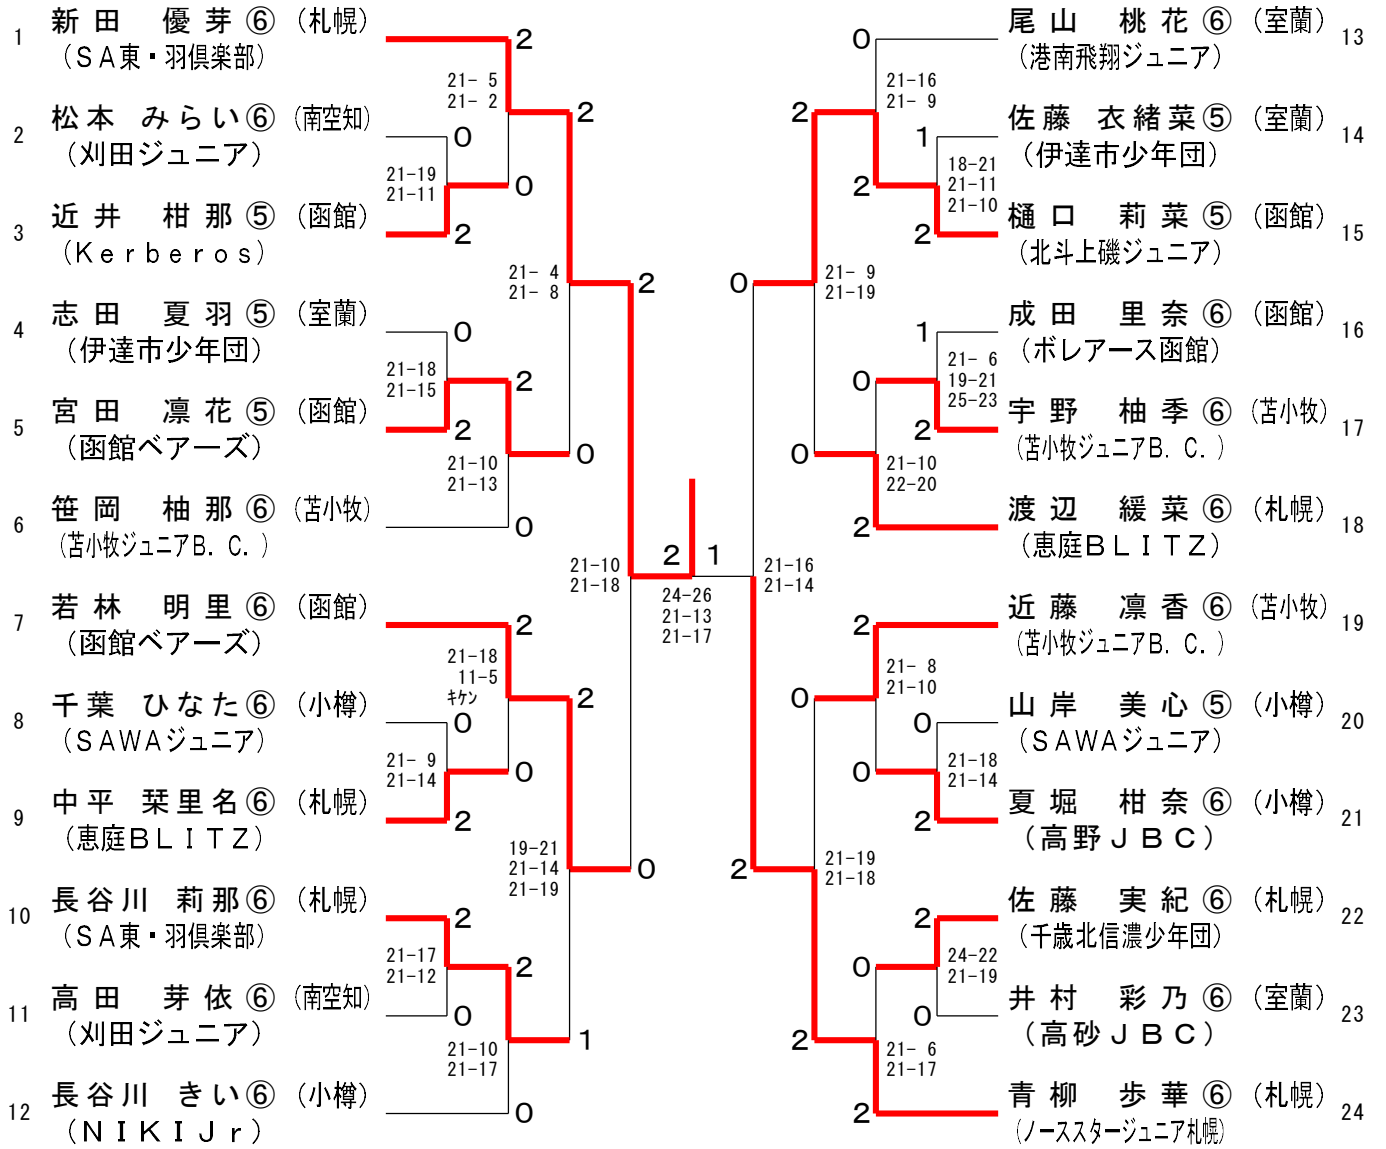 1 新田 優芽⑥ (札幌)
(SA東・羽倶楽部)
2 松本 みらい⑥ (南空知)
(刈田ジュニア)
3 近井 柑那⑤ (函館)
(Kerberos)
4 志田 夏羽⑤ (室蘭)
(伊達市少年団)
5 宮田 凛花⑤ (函館)
(函館ベアーズ)
6 笹岡 柚那⑥ (苫小牧)
(苫小牧ジュニアB.C.)
7 若林 明里⑥ (函館)
(函館ベアーズ)
8 千葉 ひなた⑥ (小樽)
(SAWAジュニア)
9 中平 栞里名⑥ (札幌)
(恵庭BLITZ)
10 長谷川 莉那⑥ (札幌)
(SA東・羽倶楽部)
11 高田 芽依⑥ (南空知)
(刈田ジュニア)
12 長谷川 きい⑥ (小樽)
(NIKIJr)
2
21- 5
21- 2
2
0
21-19
21-11
0
2
21- 4
21- 8
2
0
21-18
21-15
2
2
0
21-10
21-13
0
21-10
21-18
2
1
24-26
21-13
21-17
2
21-18
11-5
キケン
2
0
21- 9
21-14
0
2
19-21
21-14
21-19
0
2
21-17
21-12
2
0
21-10
21-17
1
0
0
21-16
21- 9
2
1
18-21
21-11
21-10
2
2
0
21- 9
21-19
1
21- 6
19-21
25-23
0
2
0
21-10
22-20
2
21-16
21-14
2
21- 8
21-10
0
0
21-18
21-14
0
2
2
21-19
21-18
2
24-22
21-19
0
0
2
21- 6
21-17
2
尾山 桃花⑥ (室蘭) 13
(港南飛翔ジュニア)
佐藤 衣緒菜⑤ (室蘭) 14
(伊達市少年団)
樋口 莉菜⑤ (函館) 15
(北斗上磯ジュニア)
成田 里奈⑥ (函館) 16
(ボレアース函館)
宇野 柚季⑥ (苫小牧) 17
(苫小牧ジュニアB.C.)
渡辺 緩菜⑥ (札幌) 18
(恵庭BLITZ)
近藤 凛香⑥ (苫小牧) 19
(苫小牧ジュニアB.C.)
山岸 美心⑤ (小樽) 20
(SAWAジュニア)
夏堀 柑奈⑥ (小樽) 21
(高野JBC)
佐藤 実紀⑥ (札幌) 22
(千歳北信濃少年団)
井村 彩乃⑥ (室蘭) 23
(高砂JBC)
青柳 歩華⑥ (札幌) 24
(ノーススタージュニア札幌)